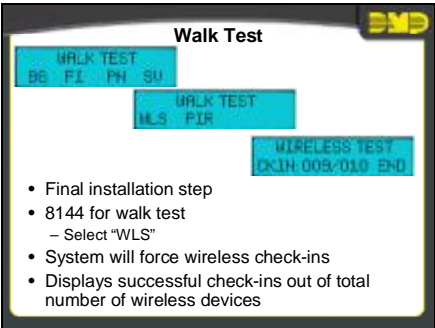 DMP
Walk Test
WALK TEST
BG FI PN SV
WALK TEST
WLS PIR
WIRELESS TEST
CKIN:009/010 END
• Final installation step
• 8144 for walk test
– Select “WLS”
• System will force wireless check-ins
• Displays successful check-ins out of total
number of wireless devices